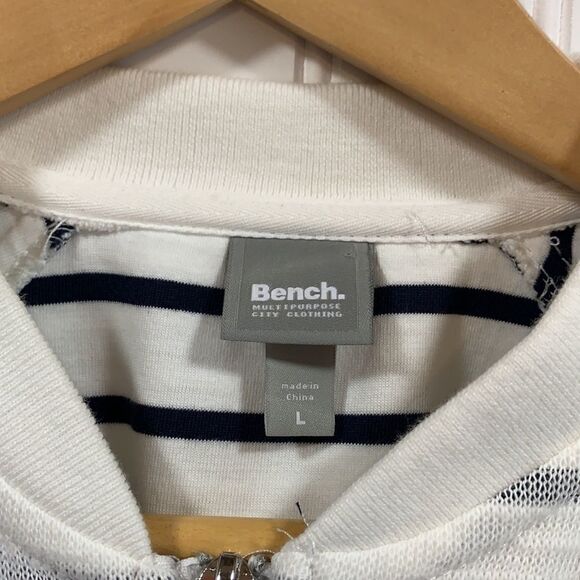 Bench.
MULTIPURPOSE
CITY CLOTHING
made in
China
L